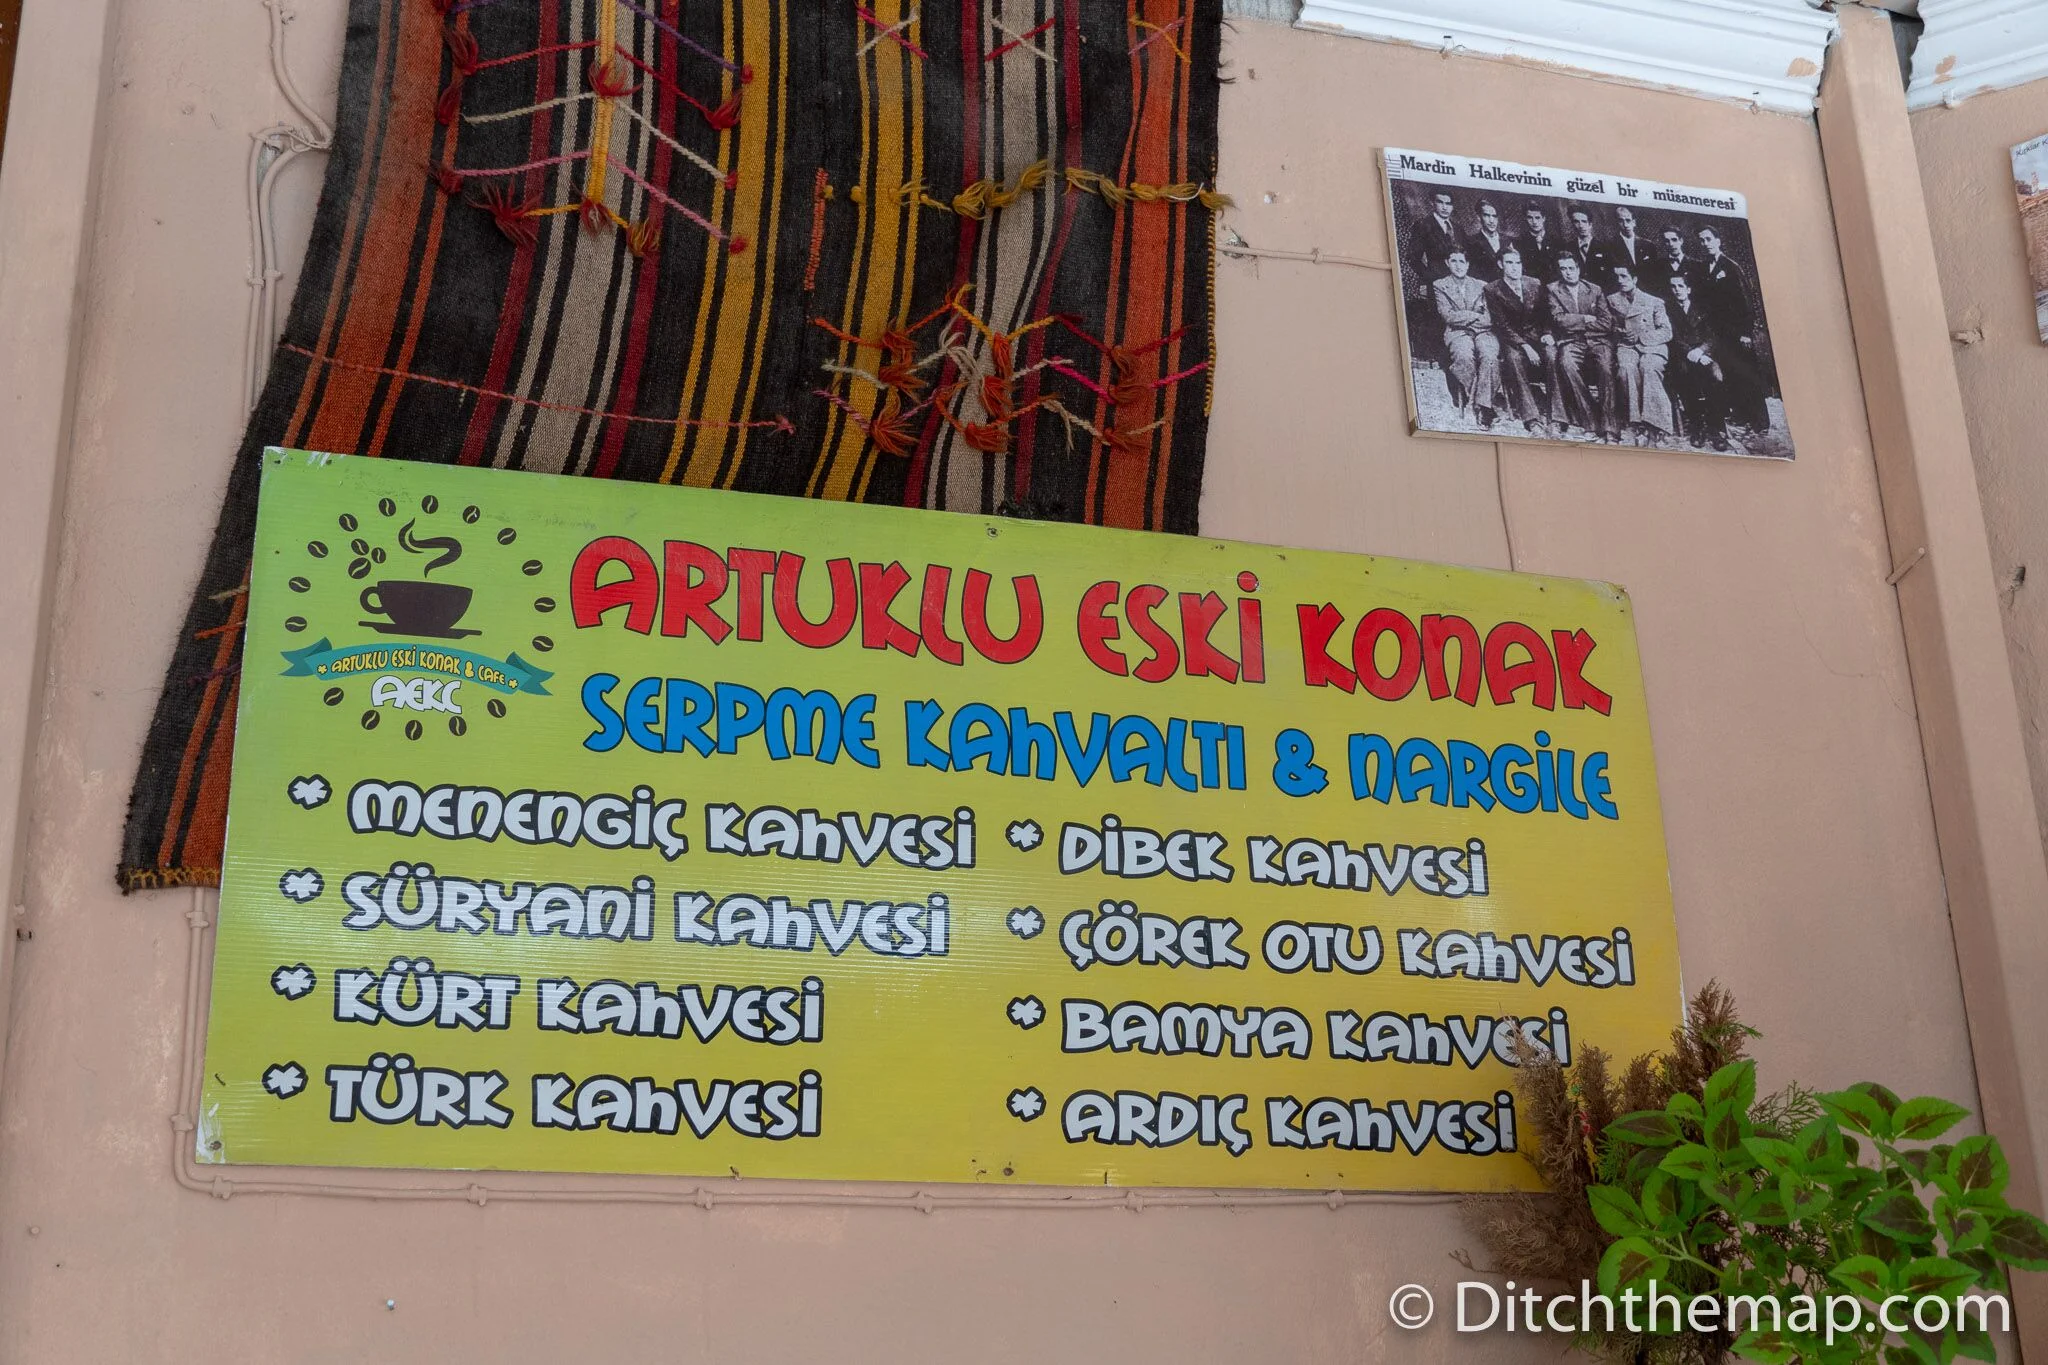 Mardin Halkevinin güzel bir müsameresi
ARTUKLU ESKİ KONAK
SERPME KAHVALTI & NARGİLE
* ARTUKLU ESKİ KONAK & CAFE *
AEKC
* MENENGİÇ KAHVESİ
* SÜRYANİ KAHVEŞİ
* KÜRT KAHVESİ
* TÜRK KAHVESİ
* DİBEK KAHVESİ
* ÇÖREK OTU KAHVESİ
* BAMYA KAHVESİ
* ARDIÇ KAHVESİ
© Ditchthemap.com